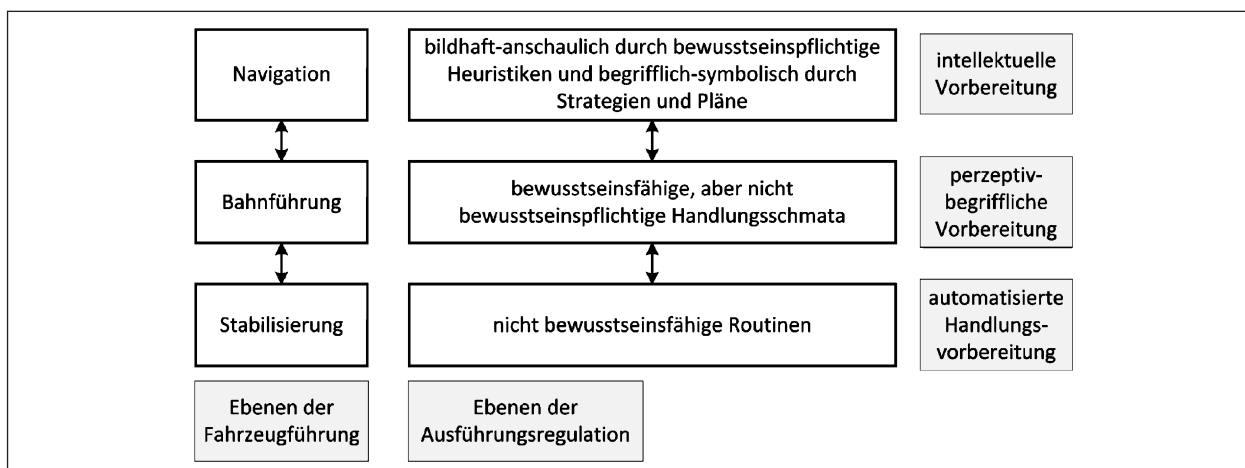 Navigation
bildhaft-anschaulich durch bewusstseinspflichtige
Heuristiken und begrifflich-symbolisch durch
Strategien und Pläne
intellektuelle
Vorbereitung
Bahnführung
bewusstseinsfähige, aber nicht
bewusstseinspflichtige Handlungsschmata
perzeptiv-
begriffliche
Vorbereitung
Stabilisierung
nicht bewusstseinsfähige Routinen
automatisierte
Handlungs-
vorbereitung
Ebenen der
Fahrzeugführung
Ebenen der
Ausführungsregulation